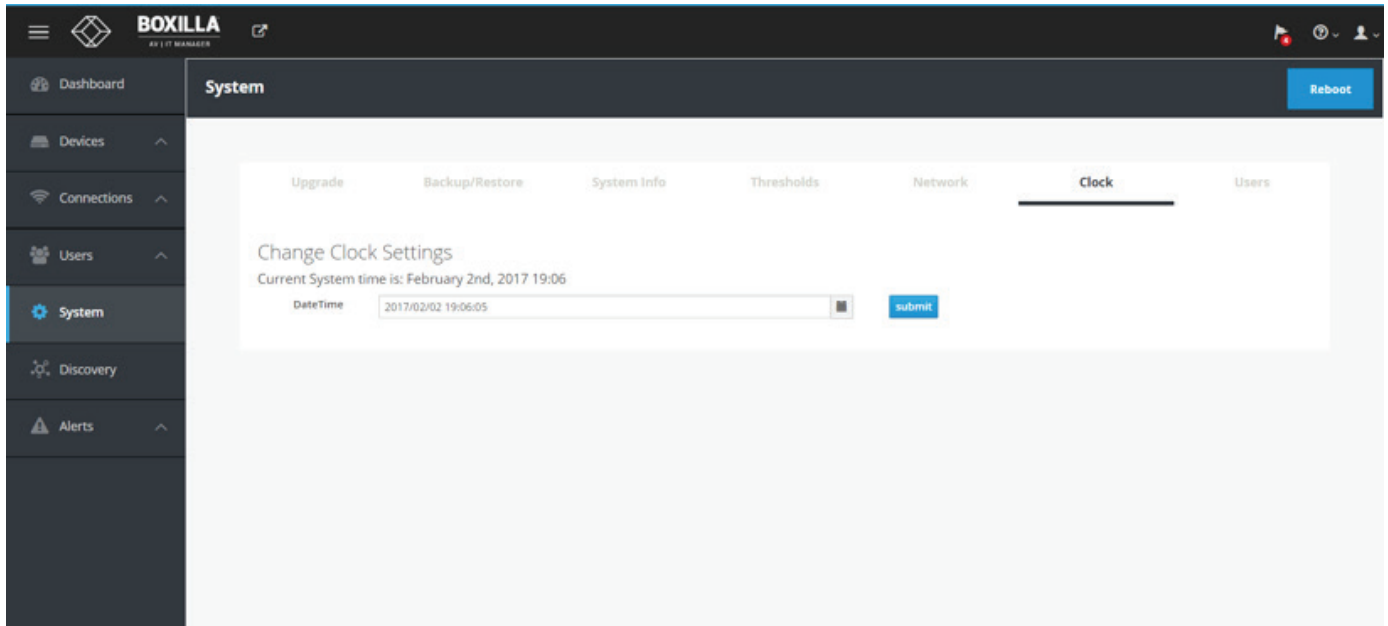 BOXILLA
AV | IT MANAGER
4
Dashboard
Devices
Connections
Users
System
Discovery
Alerts
System
Reboot
Upgrade Backup/Restore System Info Thresholds Network Clock Users
Change Clock Settings
Current System time is: February 2nd, 2017 19:06
DateTime 2017/02/02 19:06:05 submit